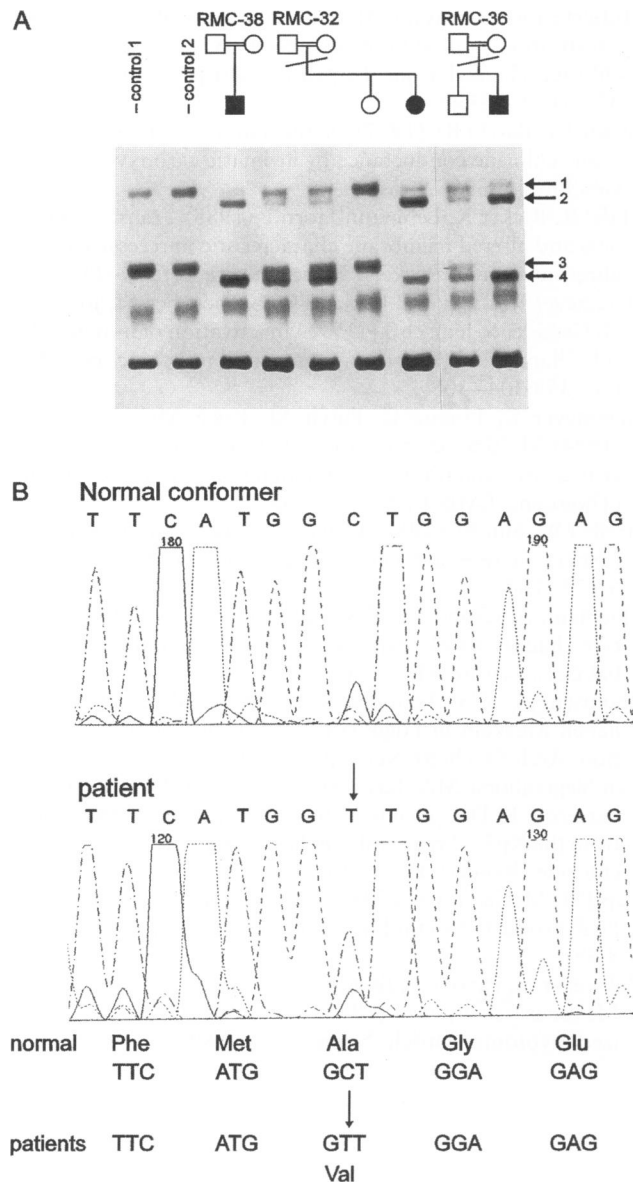 A
RMC-38 RMC-32 RMC-36
– control 1
– control 2
1
2
3
4
B
Normal conformer
T T C A T G G C T G G A G A G
180 190
patient
T T C A T G G T T G G A G A G
120 130
normal Phe Met Ala Gly Glu
TTC ATG GCT GGA GAG
patients TTC ATG GTT GGA GAG
Val